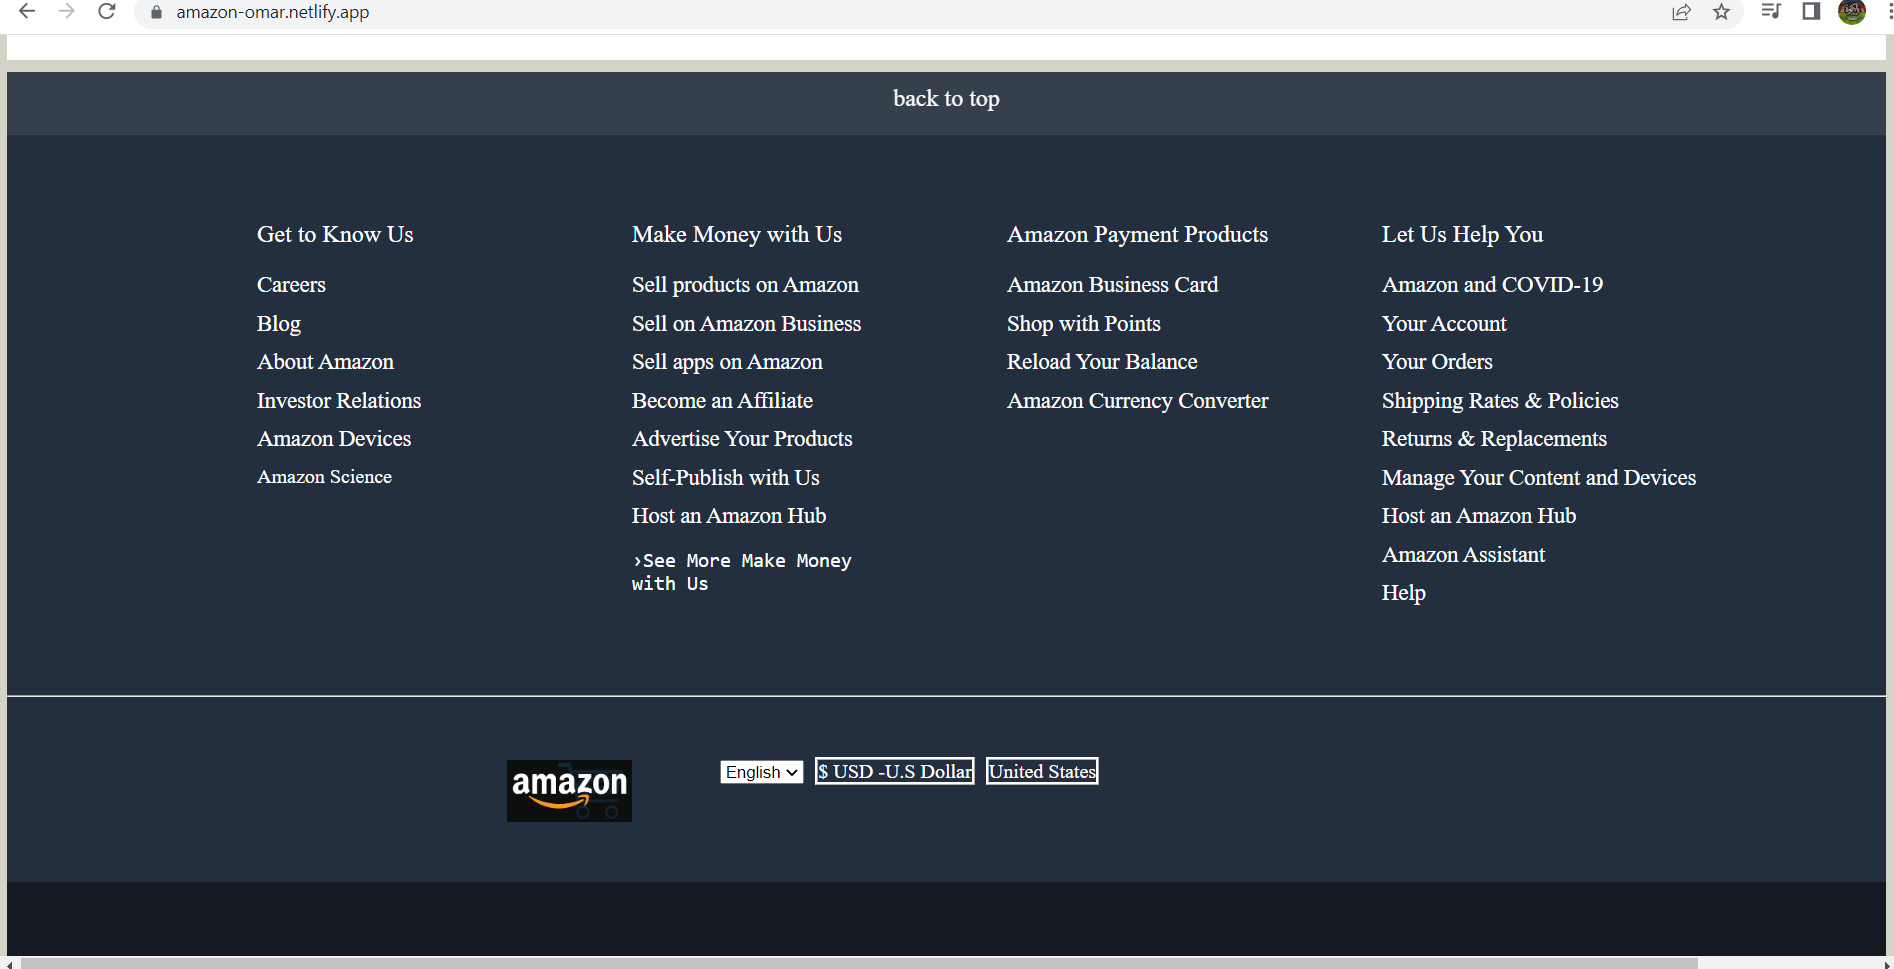 amazon-omar.netlify.app
back to top
Get to Know Us
Careers
Blog
About Amazon
Investor Relations
Amazon Devices
Amazon Science
Make Money with Us
Sell products on Amazon
Sell on Amazon Business
Sell apps on Amazon
Become an Affiliate
Advertise Your Products
Self-Publish with Us
Host an Amazon Hub
›See More Make Money
with Us
Amazon Payment Products
Amazon Business Card
Shop with Points
Reload Your Balance
Amazon Currency Converter
Let Us Help You
Amazon and COVID-19
Your Account
Your Orders
Shipping Rates & Policies
Returns & Replacements
Manage Your Content and Devices
Host an Amazon Hub
Amazon Assistant
Help
amazon
English
$ USD -U.S Dollar
United States